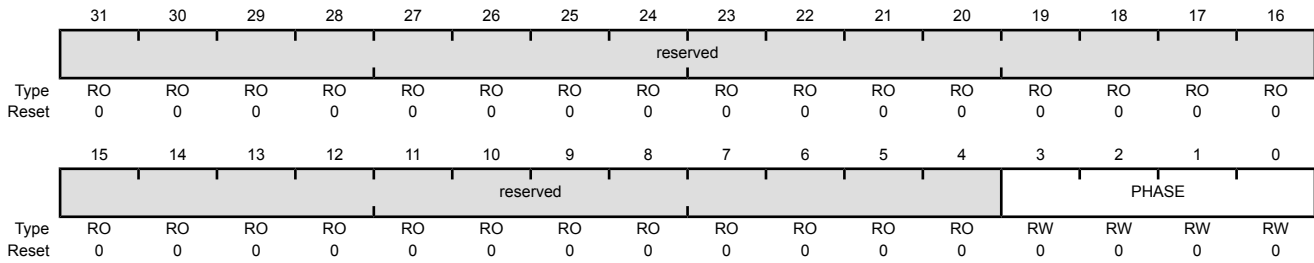 31 30 29 28 27 26 25 24 23 22 21 20 19 18 17 16
reserved
Type RO RO RO RO RO RO RO RO RO RO RO RO RO RO RO RO
Reset 0 0 0 0 0 0 0 0 0 0 0 0 0 0 0 0
15 14 13 12 11 10 9 8 7 6 5 4 3 2 1 0
reserved PHASE
Type RO RO RO RO RO RO RO RO RO RO RO RO RW RW RW RW
Reset 0 0 0 0 0 0 0 0 0 0 0 0 0 0 0 0